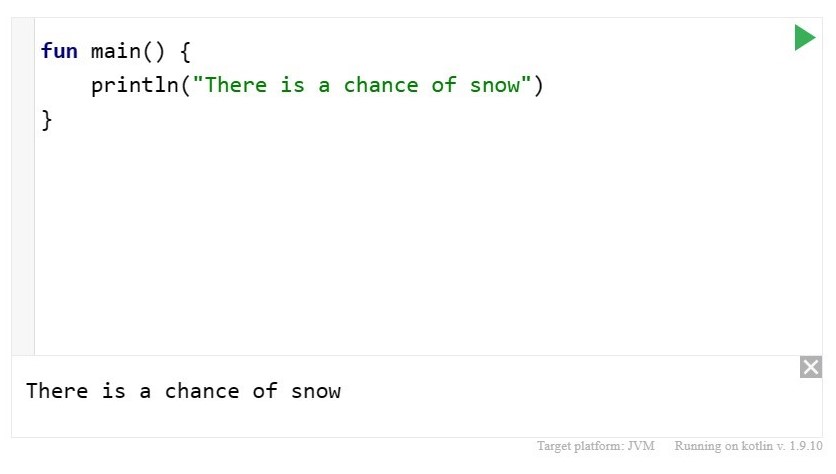 fun main() {
    println("There is a chance of snow")
}
There is a chance of snow
Target platform: JVM Running on kotlin v. 1.9.10